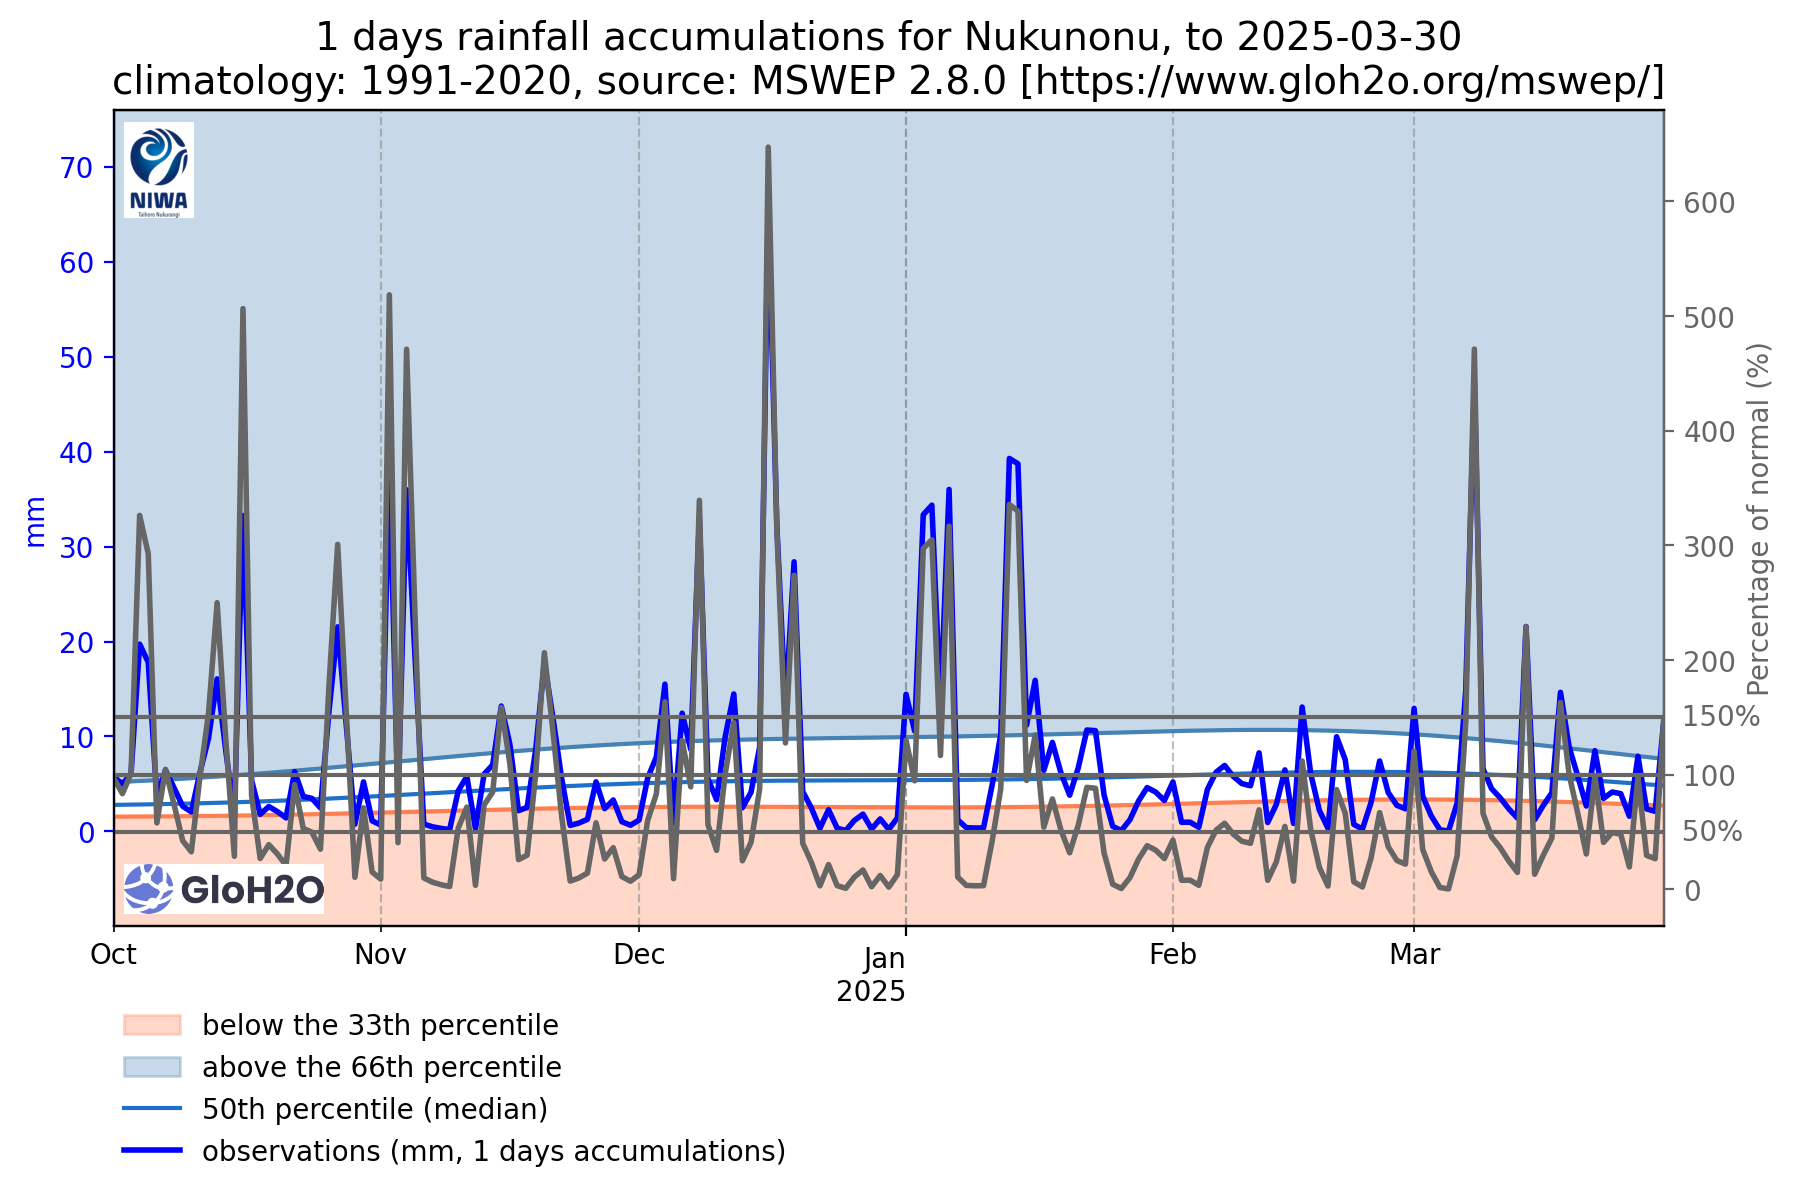 1 days rainfall accumulations for Nukunonu, to 2025-03-30
climatology: 1991-2020, source: MSWEP 2.8.0 [https://www.gloh2o.org/mswep/]
NIWA
Taihoro Nukurangi
70
60
50
40
30
20
10
0
mm
600
500
400
300
200
150%
100
50%
0
Percentage of normal (%)
GloH2O
Oct
Nov
Dec
Jan
2025
Feb
Mar
below the 33th percentile
above the 66th percentile
50th percentile (median)
observations (mm, 1 days accumulations)